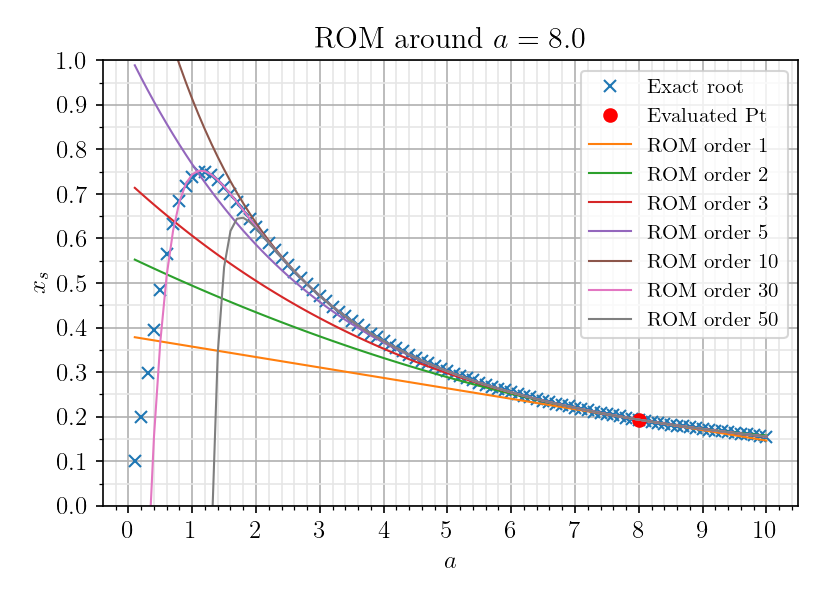 ROM around a = 8.0
1.0
0.9
0.8
0.7
0.6
0.5
0.4
0.3
0.2
0.1
0.0
x_s
Exact root
Evaluated Pt
ROM order 1
ROM order 2
ROM order 3
ROM order 5
ROM order 10
ROM order 30
ROM order 50
0 1 2 3 4 5 6 7 8 9 10
a